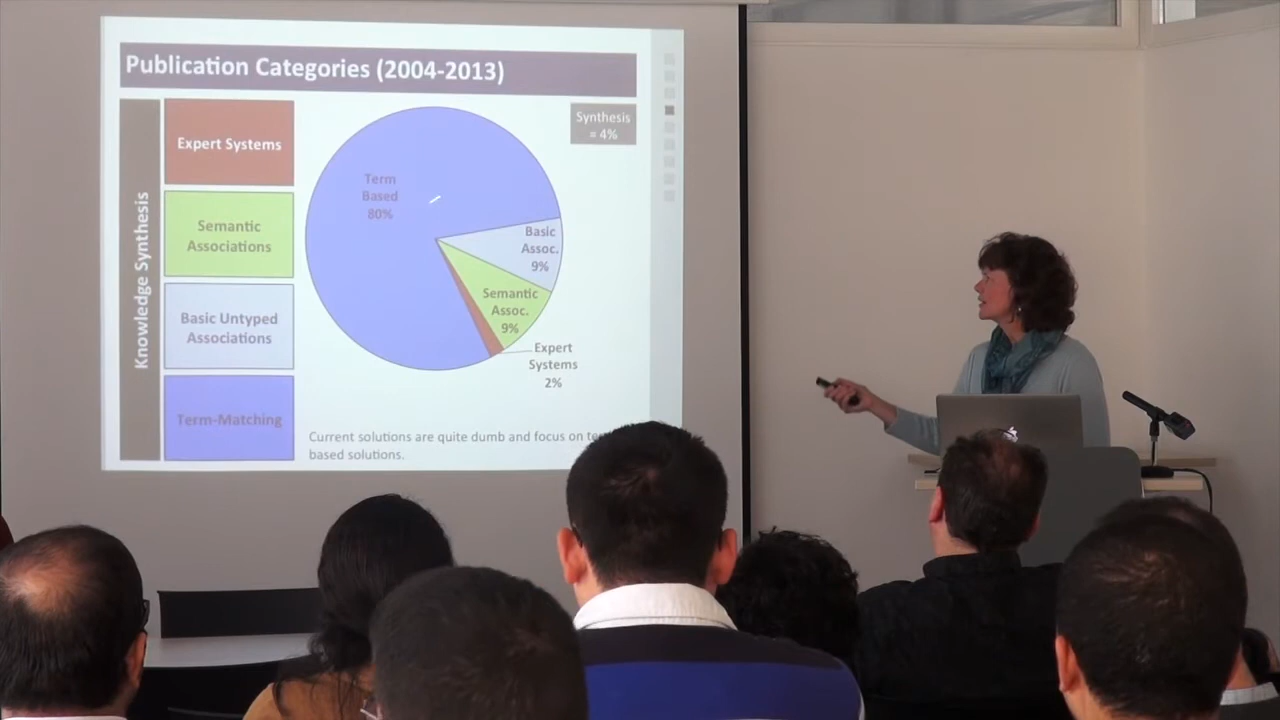 Publication Categories (2004-2013)
Knowledge Synthesis
Expert Systems
Semantic
Associations
Basic Untyped
Associations
Term-Matching
Term
Based
80%
Basic
Assoc.
9%
Semantic
Assoc.
9%
Expert
Systems
2%
Synthesis
= 4%
Current solutions are quite dumb and focus on
based solutions.